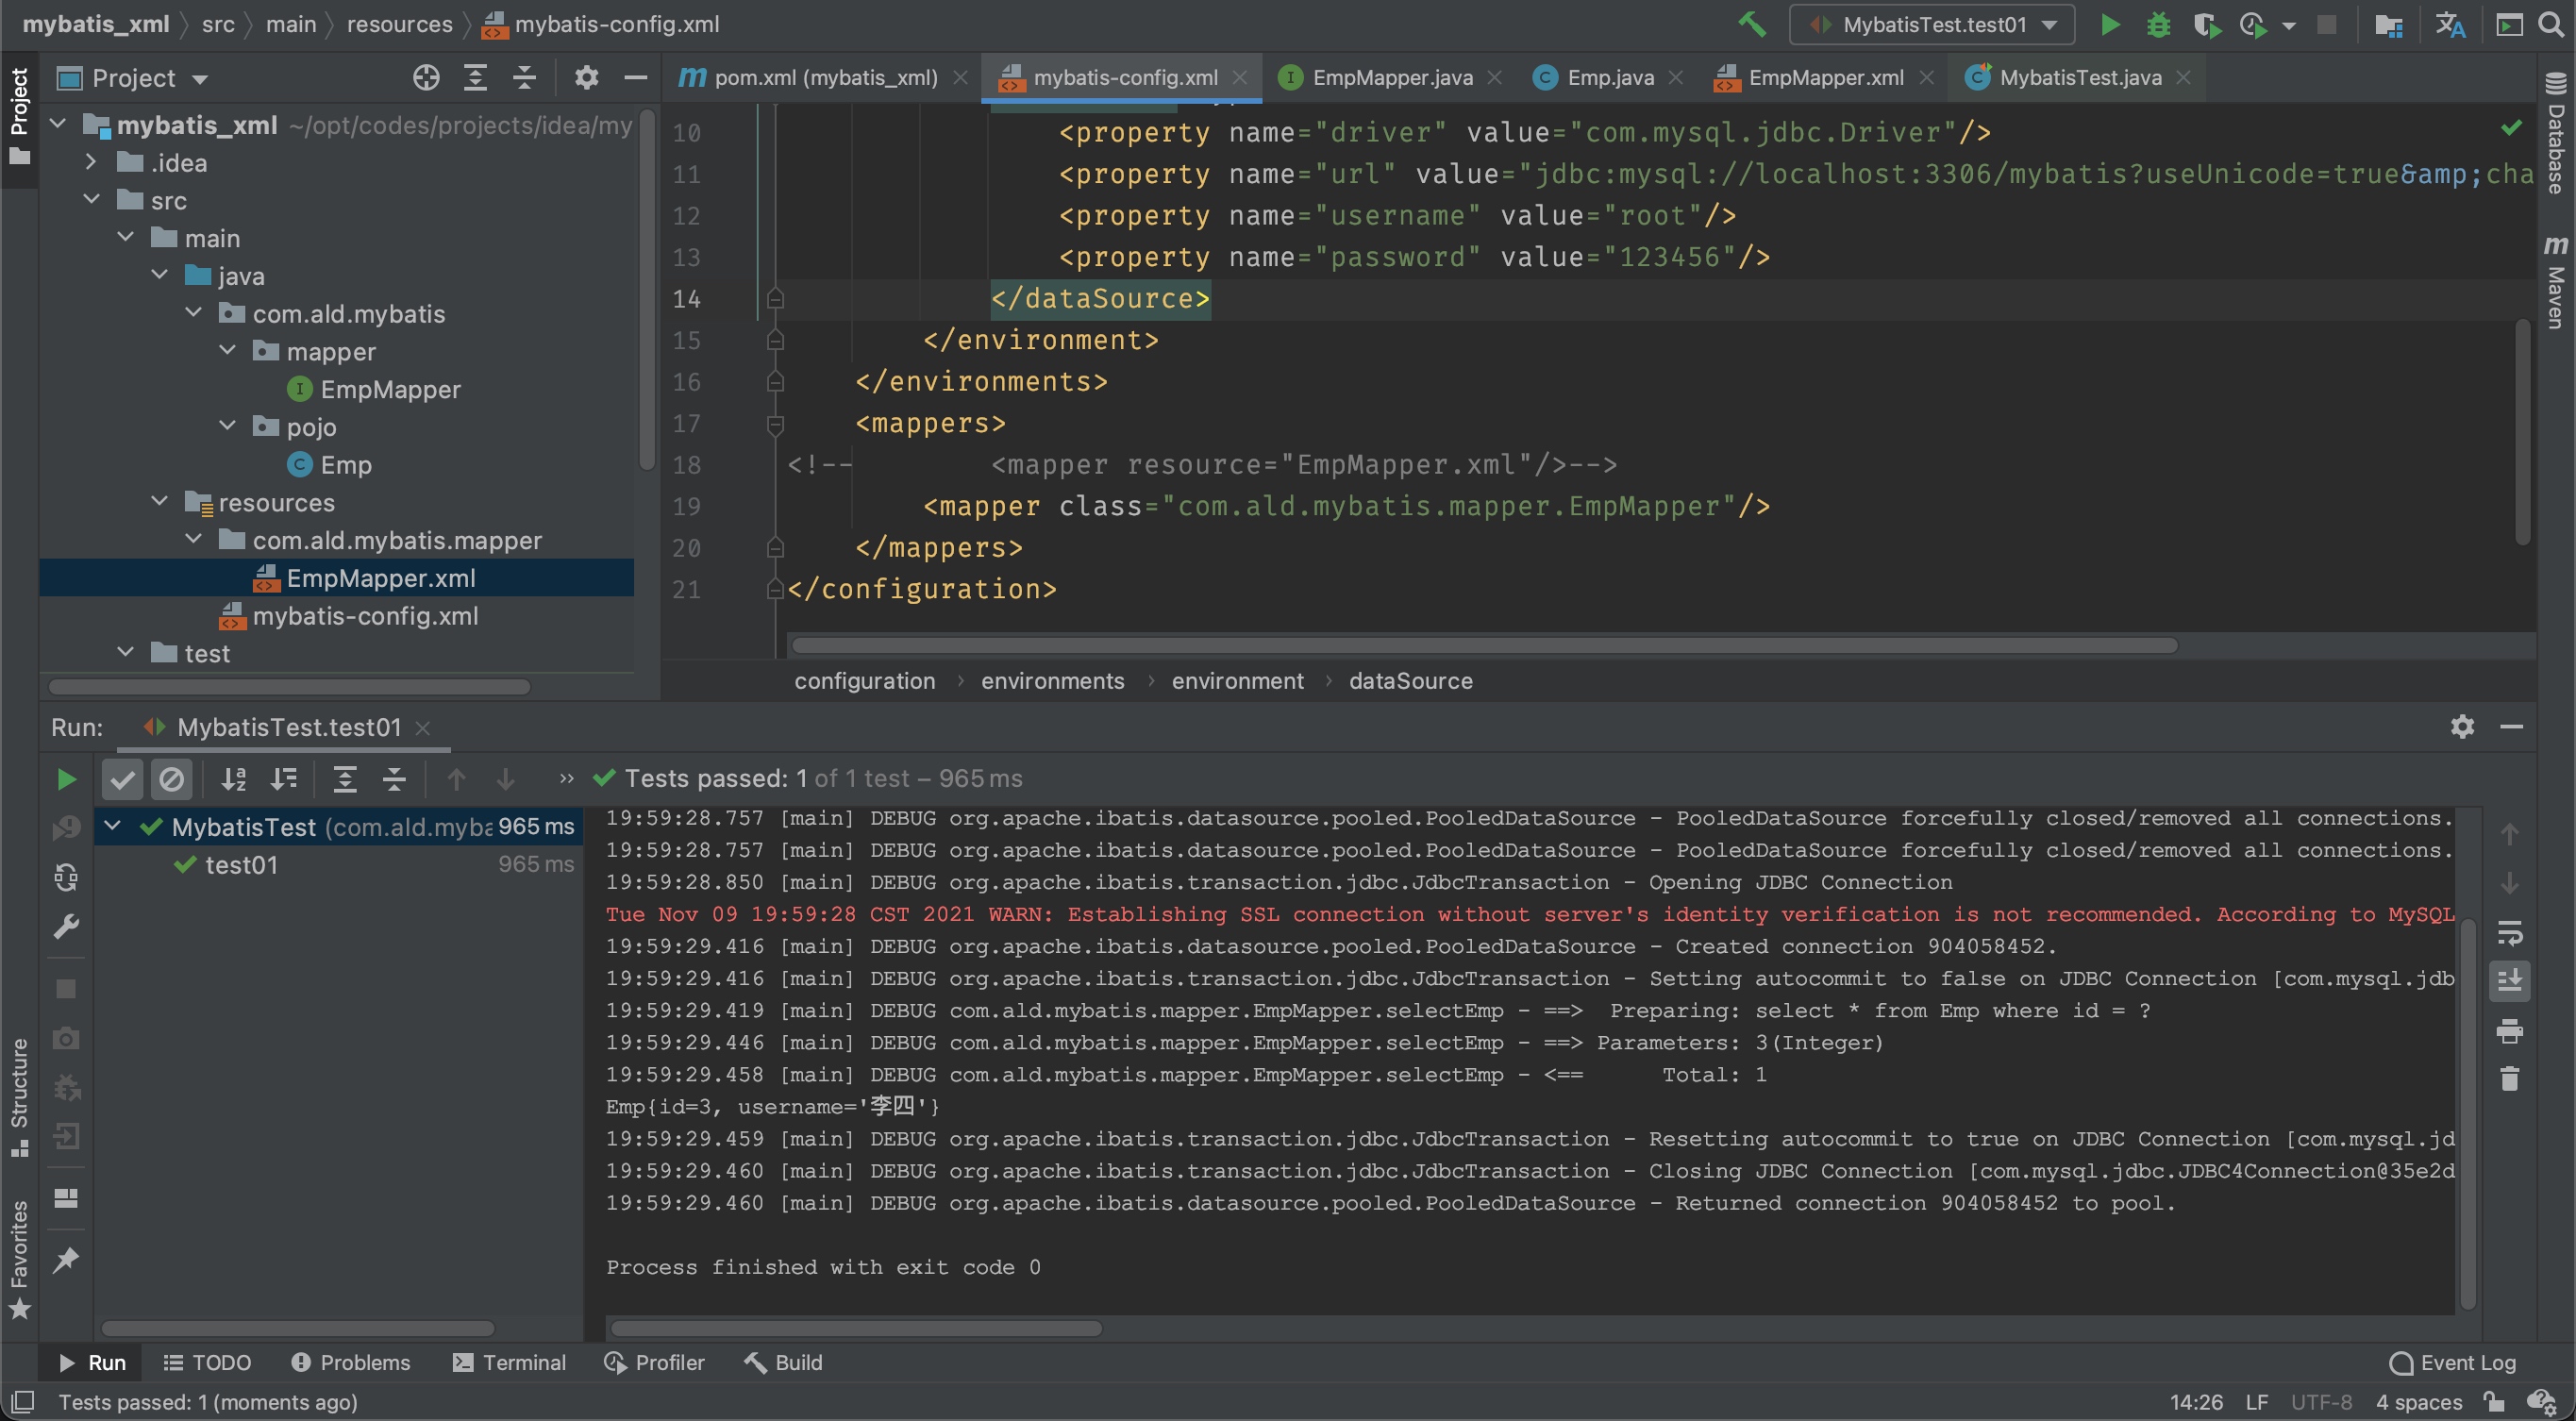 mybatis_xml src main resources mybatis-config.xml MybatisTest.test01
Project
pom.xml (mybatis_xml) mybatis-config.xml EmpMapper.java Emp.java EmpMapper.xml MybatisTest.java
Project
mybatis_xml ~/opt/codes/projects/idea/my
.idea
src
main
java
com.ald.mybatis
mapper
EmpMapper
pojo
Emp
resources
com.ald.mybatis.mapper
EmpMapper.xml
mybatis-config.xml
test
10 <property name="driver" value="com.mysql.jdbc.Driver"/>
11 <property name="url" value="jdbc:mysql://localhost:3306/mybatis?useUnicode=true&amp;cha
12 <property name="username" value="root"/>
13 <property name="password" value="123456"/>
14 </dataSource>
15 </environment>
16 </environments>
17 <mappers>
18 <!-- <mapper resource="EmpMapper.xml"/>-->
19 <mapper class="com.ald.mybatis.mapper.EmpMapper"/>
20 </mappers>
21 </configuration>
configuration environments environment dataSource
Database
Maven
Run: MybatisTest.test01
Tests passed: 1 of 1 test – 965 ms
MybatisTest (com.ald.myba 965 ms
test01 965 ms
19:59:28.757 [main] DEBUG org.apache.ibatis.datasource.pooled.PooledDataSource - PooledDataSource forcefully closed/removed all connections.
19:59:28.757 [main] DEBUG org.apache.ibatis.datasource.pooled.PooledDataSource - PooledDataSource forcefully closed/removed all connections.
19:59:28.850 [main] DEBUG org.apache.ibatis.transaction.jdbc.JdbcTransaction - Opening JDBC Connection
Tue Nov 09 19:59:28 CST 2021 WARN: Establishing SSL connection without server's identity verification is not recommended. According to MySQL
19:59:29.416 [main] DEBUG org.apache.ibatis.datasource.pooled.PooledDataSource - Created connection 904058452.
19:59:29.416 [main] DEBUG org.apache.ibatis.transaction.jdbc.JdbcTransaction - Setting autocommit to false on JDBC Connection [com.mysql.jdb
19:59:29.419 [main] DEBUG com.ald.mybatis.mapper.EmpMapper.selectEmp - ==>  Preparing: select * from Emp where id = ?
19:59:29.446 [main] DEBUG com.ald.mybatis.mapper.EmpMapper.selectEmp - ==> Parameters: 3(Integer)
19:59:29.458 [main] DEBUG com.ald.mybatis.mapper.EmpMapper.selectEmp - <==      Total: 1
Emp{id=3, username='李四'}
19:59:29.459 [main] DEBUG org.apache.ibatis.transaction.jdbc.JdbcTransaction - Resetting autocommit to true on JDBC Connection [com.mysql.jd
19:59:29.460 [main] DEBUG org.apache.ibatis.transaction.jdbc.JdbcTransaction - Closing JDBC Connection [com.mysql.jdbc.JDBC4Connection@35e2d
19:59:29.460 [main] DEBUG org.apache.ibatis.datasource.pooled.PooledDataSource - Returned connection 904058452 to pool.
Process finished with exit code 0
Structure
Favorites
Run TODO Problems Terminal Profiler Build Event Log
Tests passed: 1 (moments ago) 14:26 LF UTF-8 4 spaces